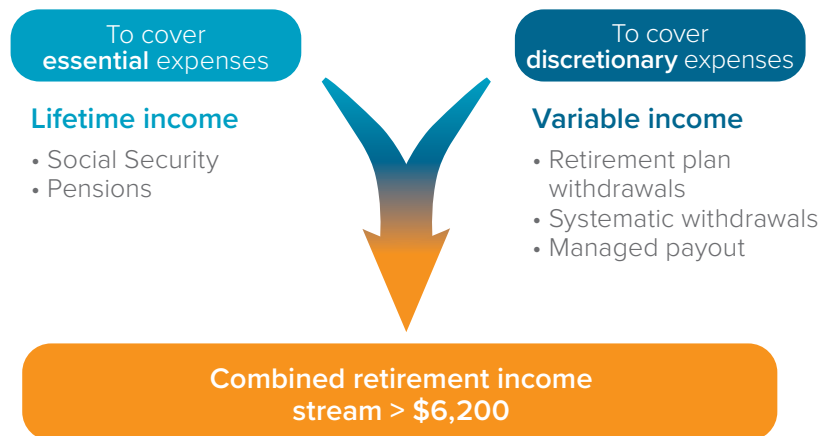 To cover
essential expenses
Lifetime income
• Social Security
• Pensions
To cover
discretionary expenses
Variable income
• Retirement plan
withdrawals
• Systematic withdrawals
• Managed payout
Combined retirement income
stream > $6,200